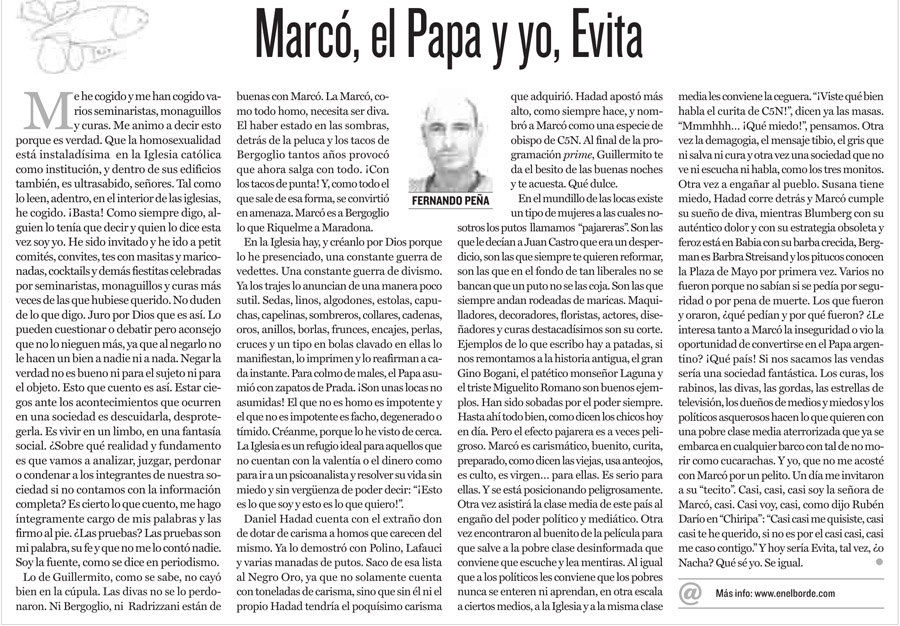 Marcó, el Papa y yo, Evita
Me he cogido y me han cogido va-
rios seminaristas, monaguillos
y curas. Me animo a decir esto
porque es verdad. Que la homosexualidad
está instaladísima en la Iglesia católica
como institución, y dentro de sus edificios
también, es ultrasabido, señores. Tal como
lo leen, adentro, en el interior de las iglesias,
he cogido. ¡Basta! Como siempre digo, al-
guien lo tenía que decir y quien lo dice esta
vez soy yo. He sido invitado y he ido a petit
comités, convites, tes con masitas y marico-
nadas, cocktails y demás fiestitas celebradas
por seminaristas, monaguillos y curas más
veces de las que hubiese querido. No duden
de lo que digo. Juro por Dios que es así. Lo
pueden cuestionar o debatir pero aconsejo
que no lo nieguen más, ya que al negarlo no
le hacen un bien a nadie ni a nada. Negar la
verdad no es bueno ni para el sujeto ni para
el objeto. Esto que cuento es así. Estar cie-
gos ante los acontecimientos que ocurren
en una sociedad es descuidarla, desprote-
gerla. Es vivir en un limbo, en una fantasía
social. ¿Sobre qué realidad y fundamento
es que vamos a analizar, juzgar, perdonar
o condenar a los integrantes de nuestra so-
ciedad si no contamos con la información
completa? Es cierto lo que cuento, me hago
íntegramente cargo de mis palabras y las
firmo al pie. ¿Las pruebas? Las pruebas son
mi palabra, su fe y que no me lo contó nadie.
Soy la fuente, como se dice en periodismo.
Lo de Guillermito, como se sabe, no cayó
bien en la cúpula. Las divas no se lo perdo-
naron. Ni Bergoglio, ni Radrizzani están de
buenas con Marcó. La Marcó, co-
mo todo homo, necesita ser diva.
El haber estado en las sombras,
detrás de la peluca y los tacos de
Bergoglio tantos años provocó
que ahora salga con todo. ¡Con
los tacos de punta! Y, como todo el
que sale de esa forma, se convirtió
en amenaza. Marcó es a Bergoglio
lo que Riquelme a Maradona.
En la Iglesia hay, y créanlo por Dios porque
lo he presenciado, una constante guerra de
vedettes. Una constante guerra de divismo.
Ya los trajes lo anuncian de una manera poco
sutil. Sedas, linos, algodones, estolas, capu-
chas, capelinas, sombreros, collares, cadenas,
oros, anillos, borlas, frunces, encajes, perlas,
cruces y un tipo en bolas clavado en ellas lo
manifiestan, lo imprimen y lo reafirman a ca-
da instante. Para colmo de males, el Papa asu-
mió con zapatos de Prada. ¡Son unas locas no
asumidas! El que no es homo es impotente y
el que no es impotente es facho, degenerado o
tímido. Créanme, porque lo he visto de cerca.
La Iglesia es un refugio ideal para aquellos que
no cuentan con la valentía o el dinero como
para ir a un psicoanalista y resolver su vida sin
miedo y sin vergüenza de poder decir: “¡Esto
es lo que soy y esto es lo que quiero!”.
Daniel Hadad cuenta con el extraño don
de dotar de carisma a homos que carecen del
mismo. Ya lo demostró con Polino, Lafauci
y varias manadas de putos. Saco de esa lista
al Negro Oro, ya que no solamente cuenta
con toneladas de carisma, sino que sin él ni el
propio Hadad tendría el poquísimo carisma
FERNANDO PEÑA
que adquirió. Hadad apostó más
alto, como siempre hace, y nom-
bró a Marcó como una especie de
obispo de C5N. Al final de la pro-
gramación prime, Guillermito te
da el besito de las buenas noches
y te acuesta. Qué dulce.
En el mundillo de las locas existe
un tipo de mujeres a las cuales no-
sotros los putos llamamos “pajareras”. Son las
que le decían a Juan Castro que era un desper-
dicio, son las que siempre te quieren reformar,
son las que en el fondo de tan liberales no se
bancan que un puto no se las coja. Son las que
siempre andan rodeadas de maricas. Maqui-
lladores, decoradores, floristas, actores, dise-
ñadores y curas destacadísimos son su corte.
Ejemplos de lo que escribo hay a patadas, si
nos remontamos a la historia antigua, el gran
Gino Bogani, el patético monseñor Laguna y
el triste Miguelito Romano son buenos ejem-
plos. Han sido sobadas por el poder siempre.
Hasta ahí todo bien, como dicen los chicos hoy
en día. Pero el efecto pajarera es a veces peli-
groso. Marcó es carismático, buenito, curita,
preparado, como dicen las viejas, usa anteojos,
es culto, es virgen... para ellas. Es serio para
ellas. Y se está posicionando peligrosamente.
Otra vez asistirá la clase media de este país al
engaño del poder político y mediático. Otra
vez encontraron al buenito de la película para
que salve a la pobre clase desinformada que
conviene que escuche y lea mentiras. Al igual
que a los políticos les conviene que los pobres
nunca se enteren ni aprendan, en otra escala
a ciertos medios, a la Iglesia y a la misma clase
media les conviene la ceguera. “¡Viste qué bien
habla el curita de C5N!”, dicen ya las masas.
“Mmmhhh... ¡Qué miedo!”, pensamos. Otra
vez la demagogia, el mensaje tibio, el gris que
ni salva ni cura y otra vez una sociedad que no
ve ni escucha ni habla, como los tres monitos.
Otra vez a engañar al pueblo. Susana tiene
miedo, Hadad corre detrás y Marcó cumple
su sueño de diva, mientras Blumberg con su
auténtico dolor y con su estrategia obsoleta y
feroz está en Babia con su barba crecida, Berg-
man es Barbra Streisand y los pitucos conocen
la Plaza de Mayo por primera vez. Varios no
fueron porque no sabían si se pedía por segu-
ridad o por pena de muerte. Los que fueron
y oraron, ¿qué pedían y por qué fueron? ¿Le
interesa tanto a Marcó la inseguridad o vio la
oportunidad de convertirse en el Papa argen-
tino? ¡Qué país! Si nos sacamos las vendas
sería una sociedad fantástica. Los curas, los
rabinos, las divas, las gordas, las estrellas de
televisión, los dueños de medios y miedos y los
políticos asquerosos hacen lo que quieren con
una pobre clase media aterrorizada que ya se
embarca en cualquier barco con tal de no mo-
rir como cucarachas. Y yo, que no me acosté
con Marcó por un pelito. Un día me invitaron
a su “tecito”. Casi, casi, casi soy la señora de
Marcó, casi. Casi voy, casi, como dijo Rubén
Darío en “Chiripa”: “Casi casi me quisiste, casi
casi te he querido, si no es por el casi casi, casi
me caso contigo.” Y hoy sería Evita, tal vez, ¿o
Nacha? Qué sé yo. Se igual.
@ Más info: www.enelborde.com